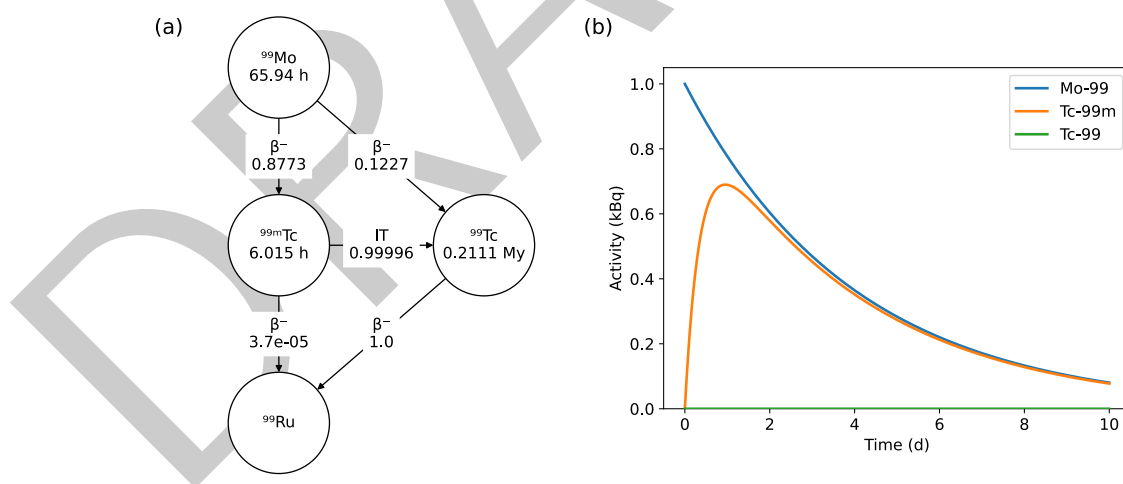 (a)
⁹⁹Mo
65.94 h
β⁻
0.8773
β⁻
0.1227
⁹⁹ᵐTc
6.015 h
IT
0.99996
⁹⁹Tc
0.2111 My
β⁻
3.7e-05
β⁻
1.0
⁹⁹Ru
(b)
Mo-99
Tc-99m
Tc-99
Activity (kBq)
1.0
0.8
0.6
0.4
0.2
0.0
0 2 4 6 8 10
Time (d)